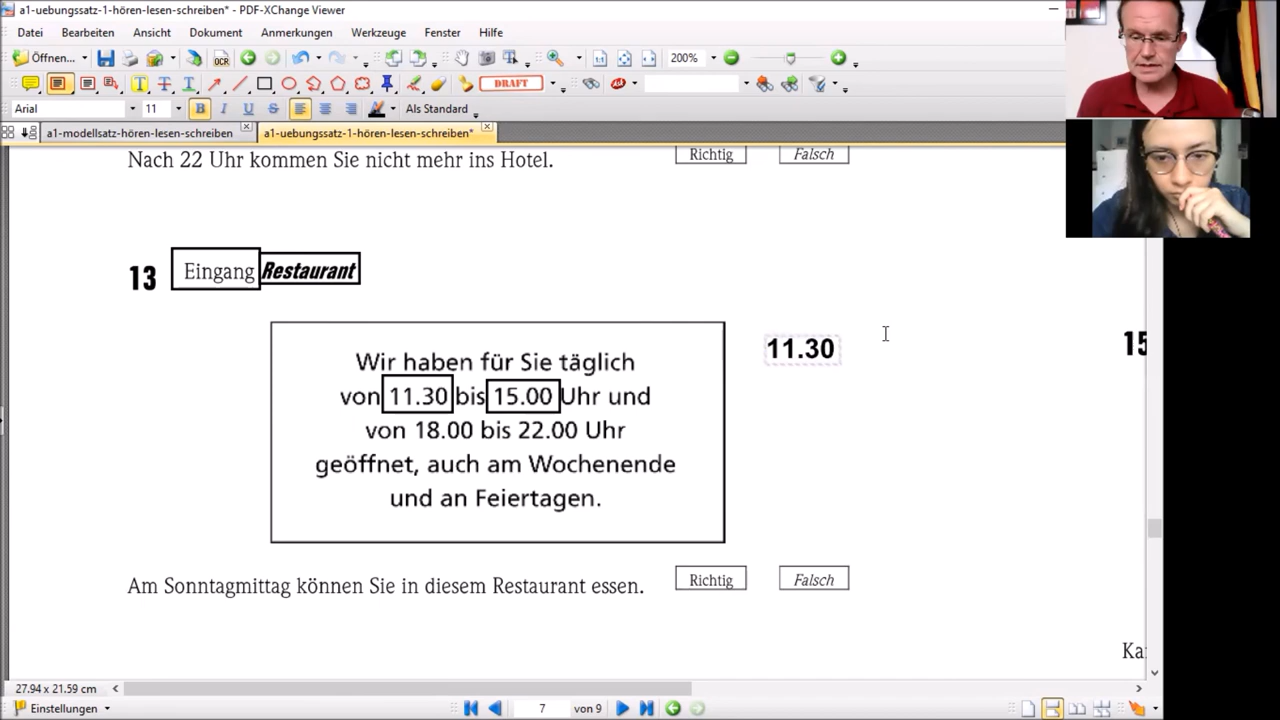 a1-uebungssatz-1-hören-lesen-schreiben* - PDF-XChange Viewer
Datei Bearbeiten Ansicht Dokument Anmerkungen Werkzeuge Fenster Hilfe
Öffnen... OCR 200%
DRAFT
Arial 11 B I U S A Als Standard
a1-modellsatz-hören-lesen-schreiben a1-uebungssatz-1-hören-lesen-schreiben*
Nach 22 Uhr kommen Sie nicht mehr ins Hotel. Richtig Falsch
13 Eingang Restaurant
Wir haben für Sie täglich
von 11.30 bis 15.00 Uhr und
von 18.00 bis 22.00 Uhr
geöffnet, auch am Wochenende
und an Feiertagen.
11.30
15
Am Sonntagmittag können Sie in diesem Restaurant essen. Richtig Falsch
27.94 x 21.59 cm
Einstellungen 7 von 9